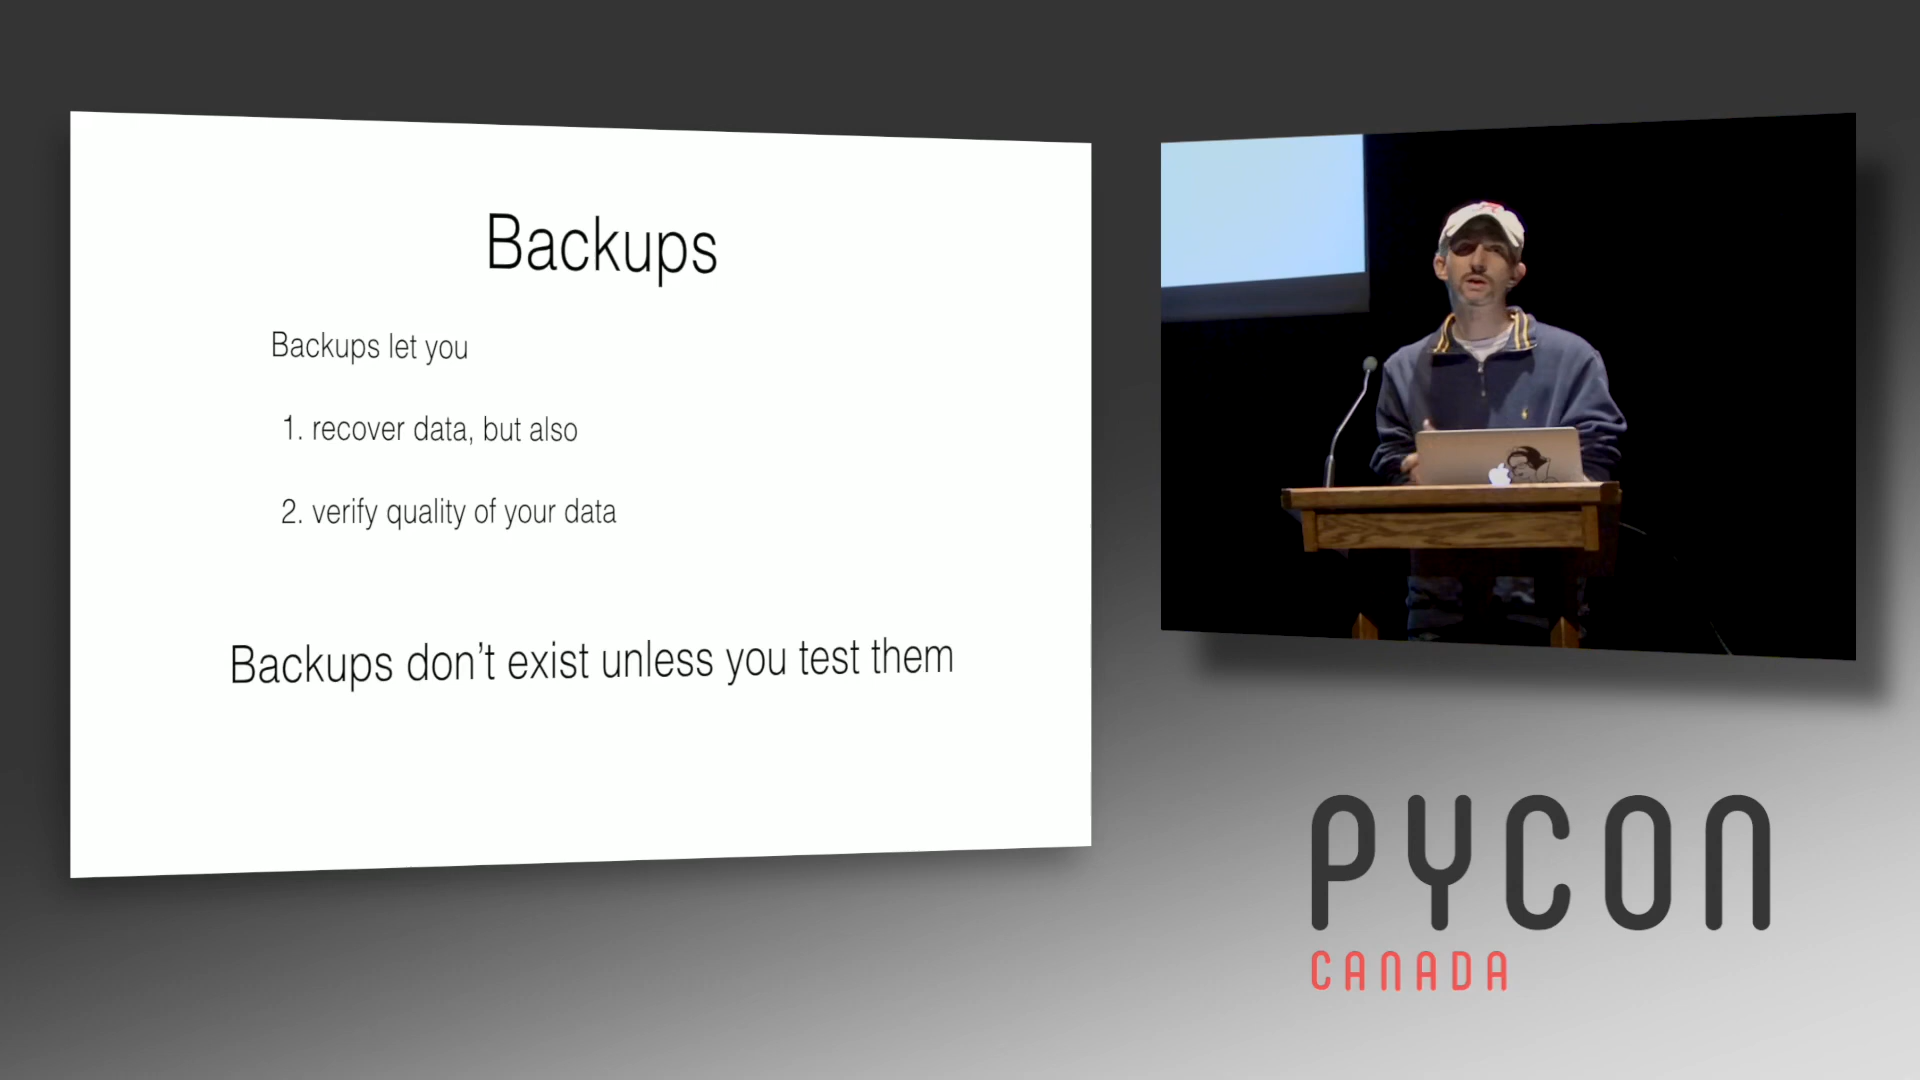 Backups
Backups let you
1. recover data, but also
2. verify quality of your data
Backups don't exist unless you test them
PYCON
CANADA